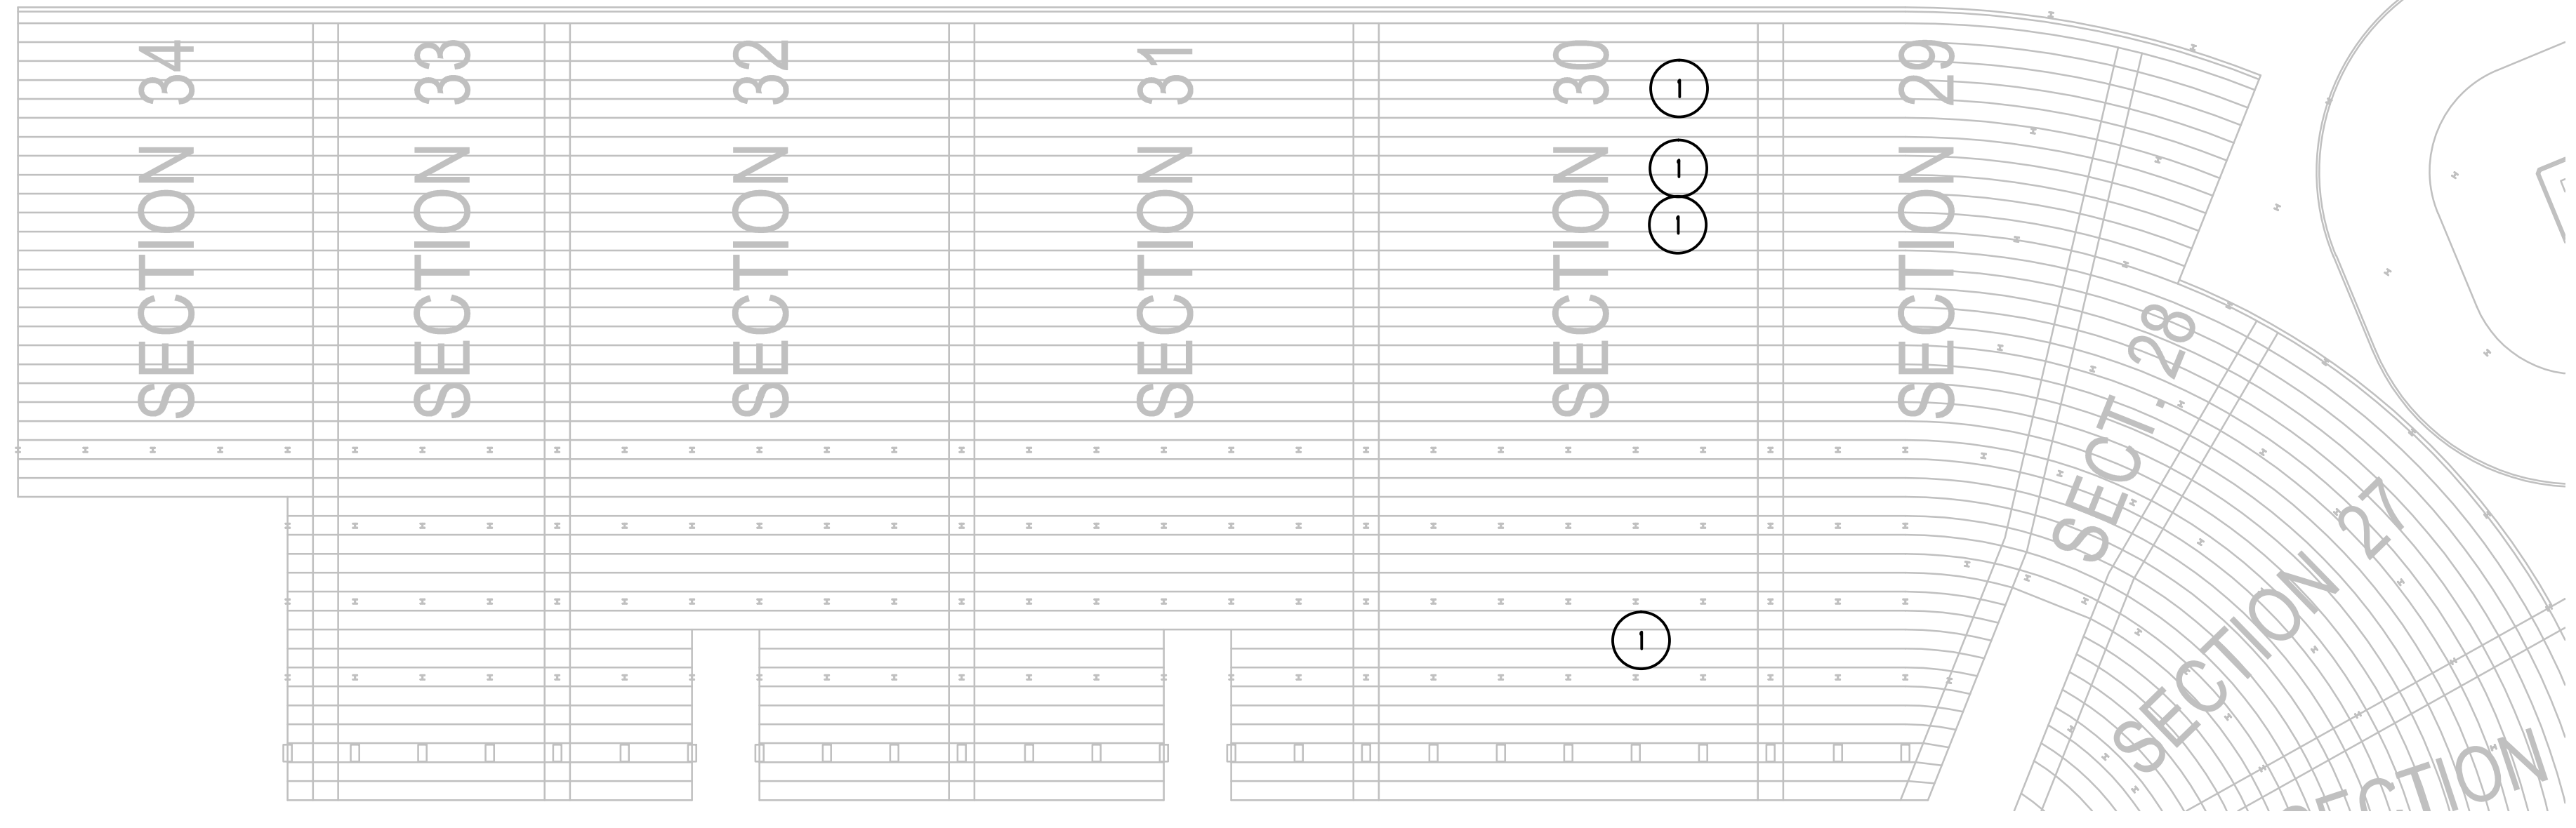 SECTION 34
SECTION 33
SECTION 32
SECTION 31
SECTION 30
SECTION 29
SECT. 28
SECTION 27
1
1
1
1